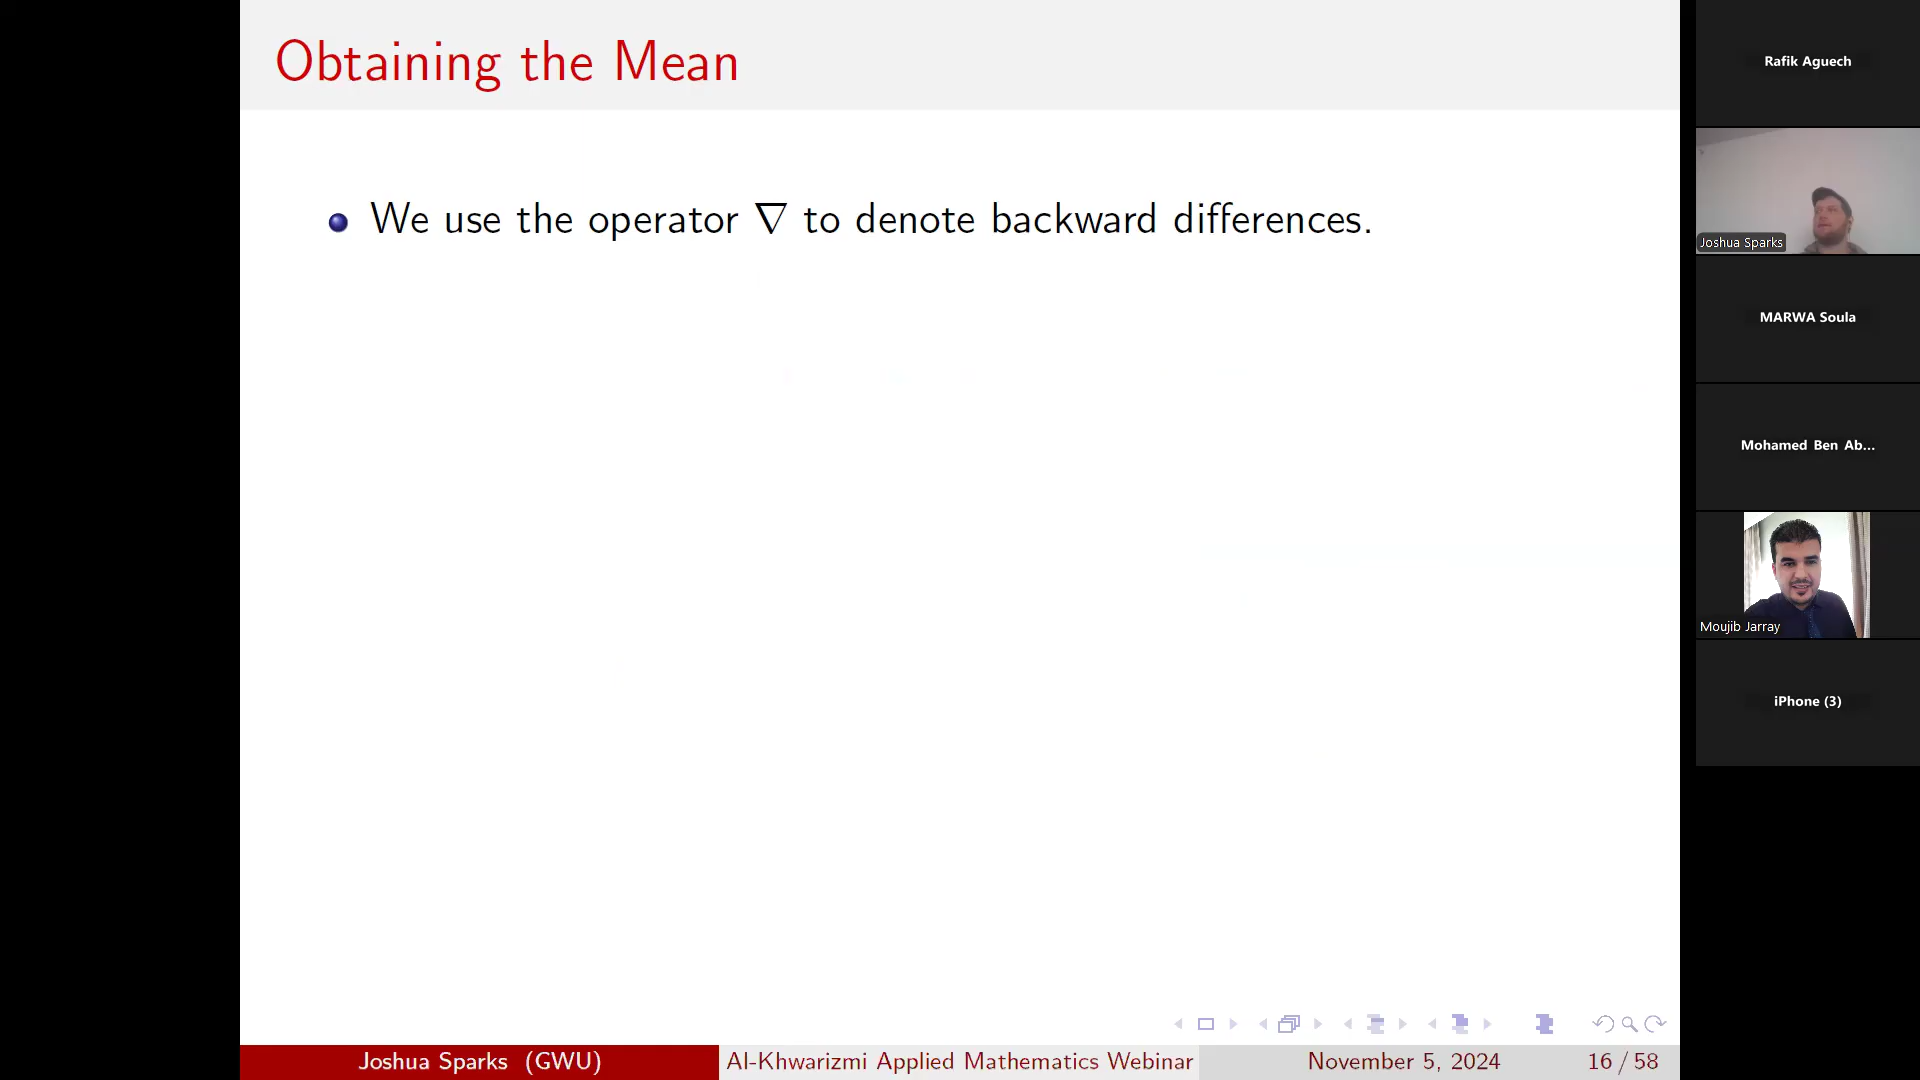 Obtaining the Mean
We use the operator ∇ to denote backward differences.
Joshua Sparks (GWU)
Al-Khwarizmi Applied Mathematics Webinar
November 5, 2024
16 / 58
Rafik Aguech
Joshua Sparks
MARWA Soula
Mohamed Ben Ab...
Moujib Jarray
iPhone (3)